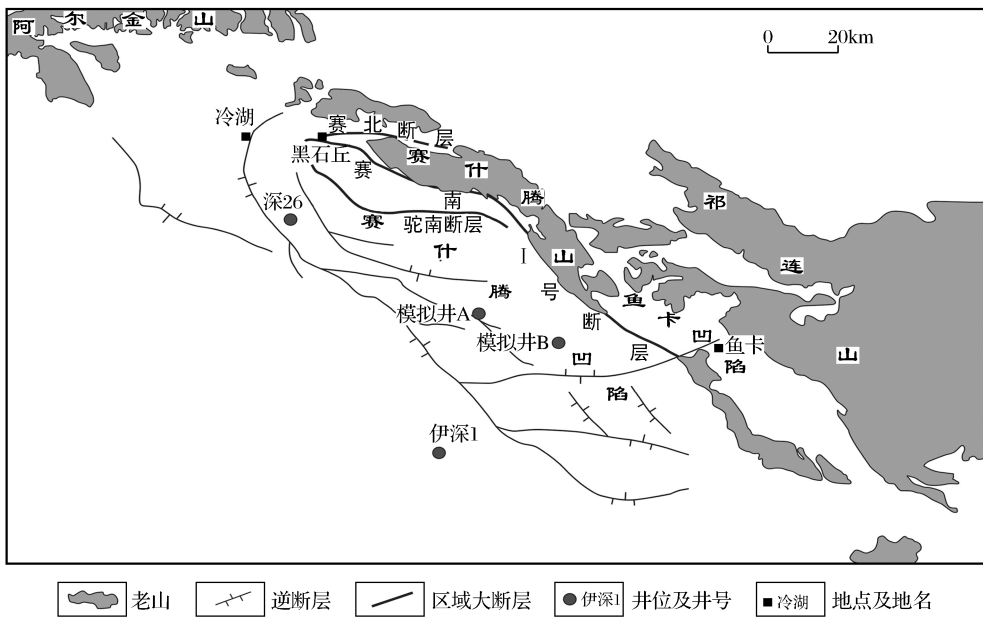 阿尔金山
0 20km
冷湖
赛北断层
黑石丘
赛什腾山
赛南
深26
驼南断层
赛什腾凹陷
I号断层
祁连山
鱼卡凹陷
模拟井A
模拟井B
鱼卡
伊深1
老山
逆断层
区域大断层
伊深1 井位及井号
冷湖 地点及地名